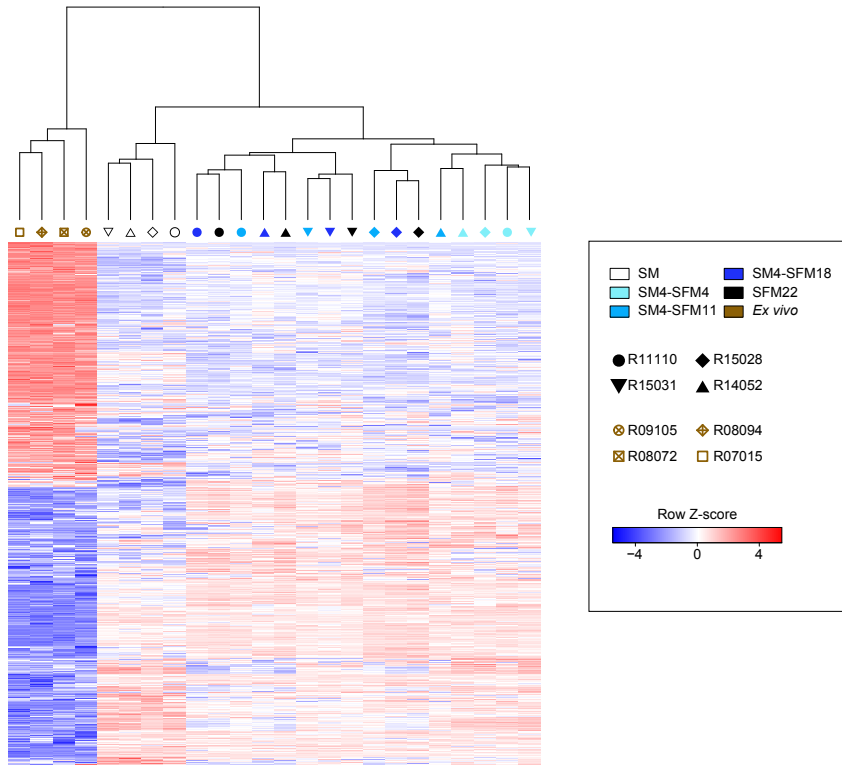 SM SM4-SFM18
SM4-SFM4 SFM22
SM4-SFM11 Ex vivo
R11110 R15028
R15031 R14052
R09105 R08094
R08072 R07015
Row Z-score
−4 0 4